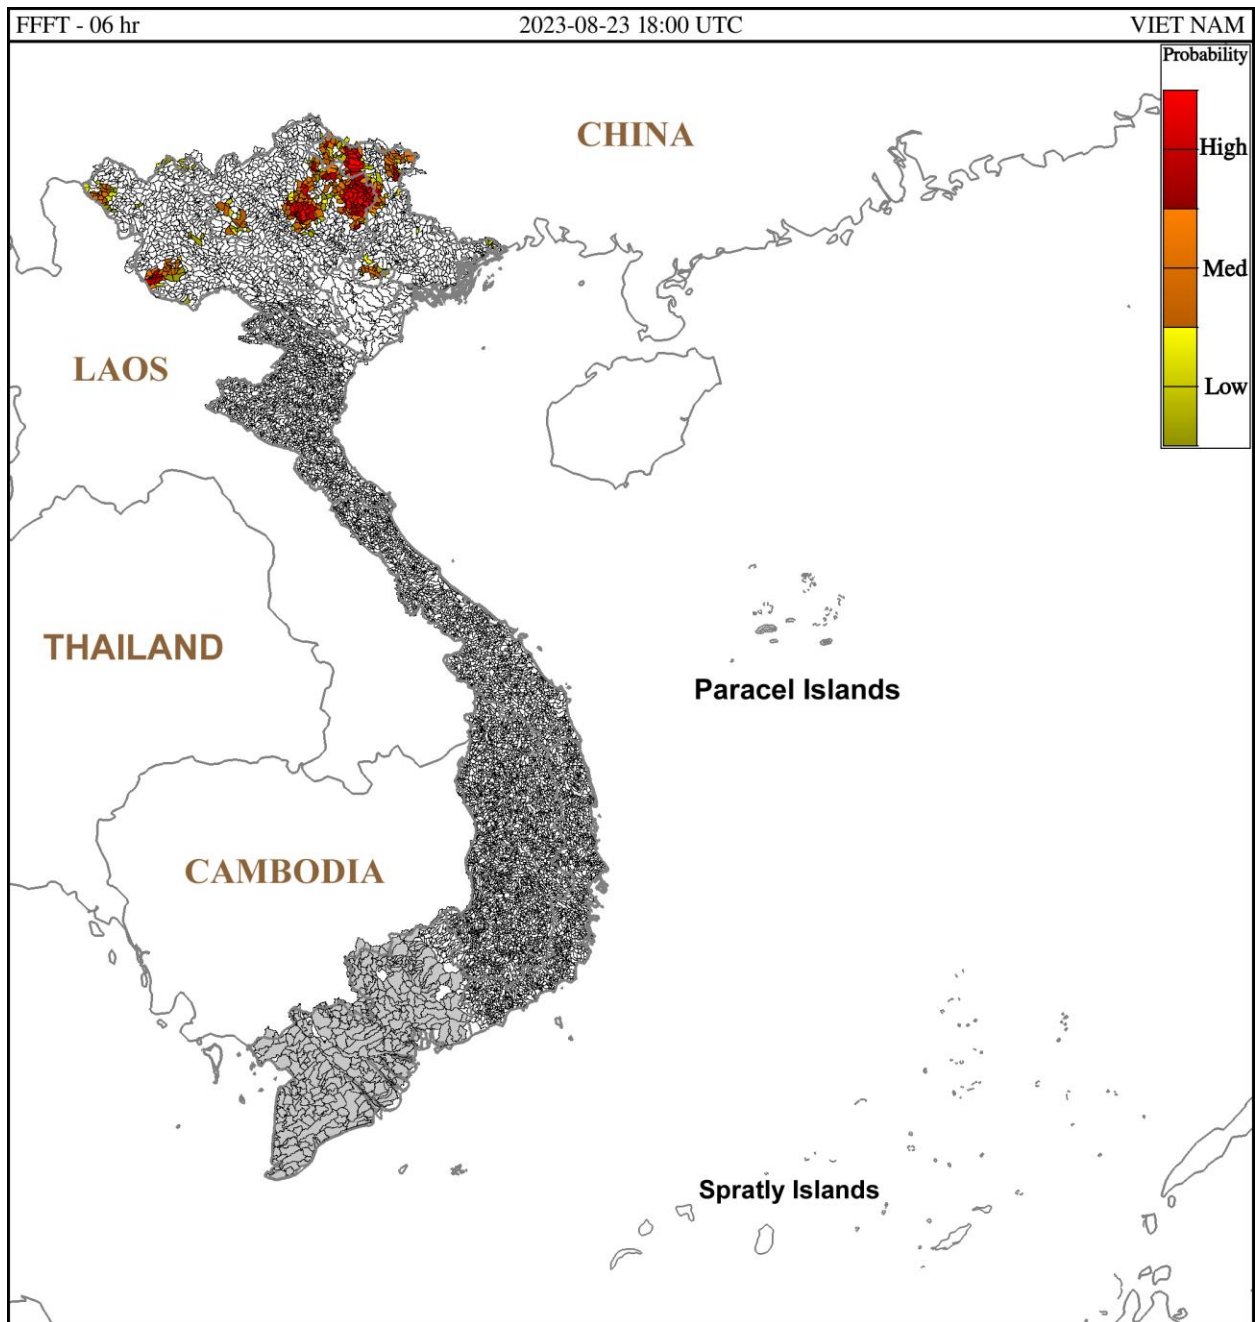 FFFT - 06 hr 2023-08-23 18:00 UTC VIET NAM
Probability
CHINA
High
Med
LAOS
Low
THAILAND
Paracel Islands
CAMBODIA
Spratly Islands